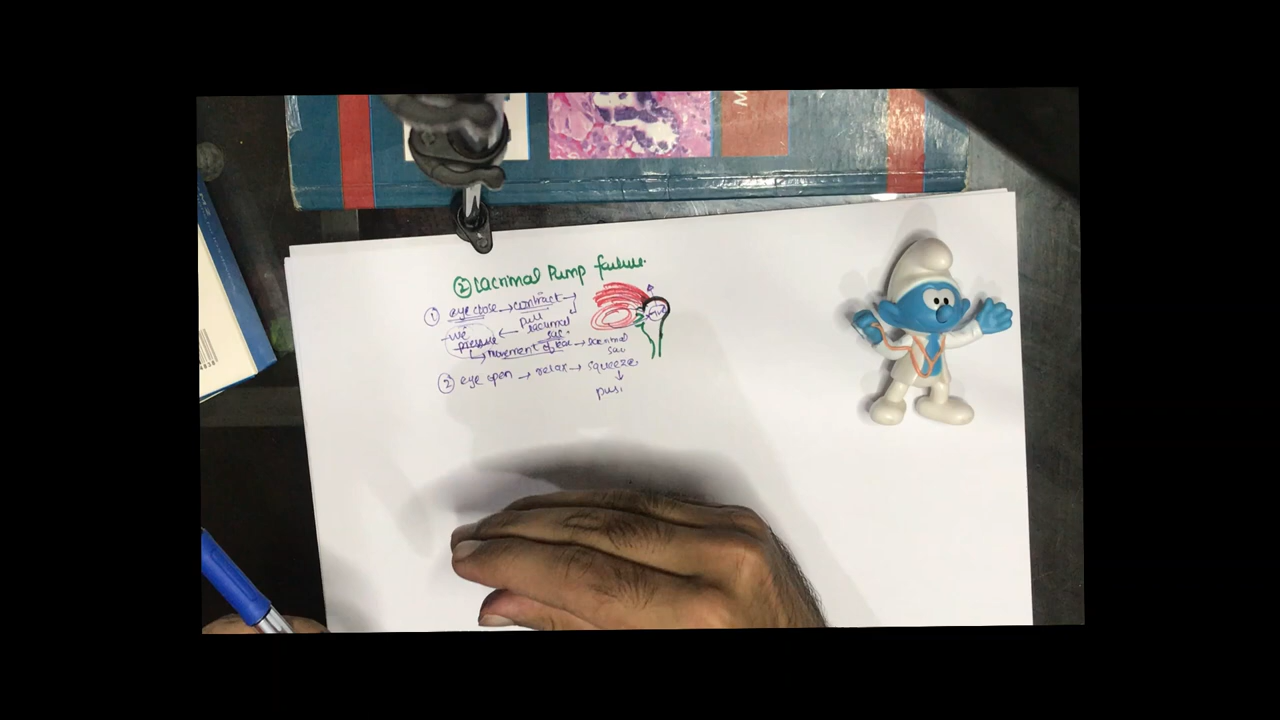 ② Lacrimal Pump failure.
① eye close → contract →
pull
lacrimal
sac
-ve
pressure
↳ movement of tear → lacrimal
sac
② eye open → relax → squeeze
↓
pus
M